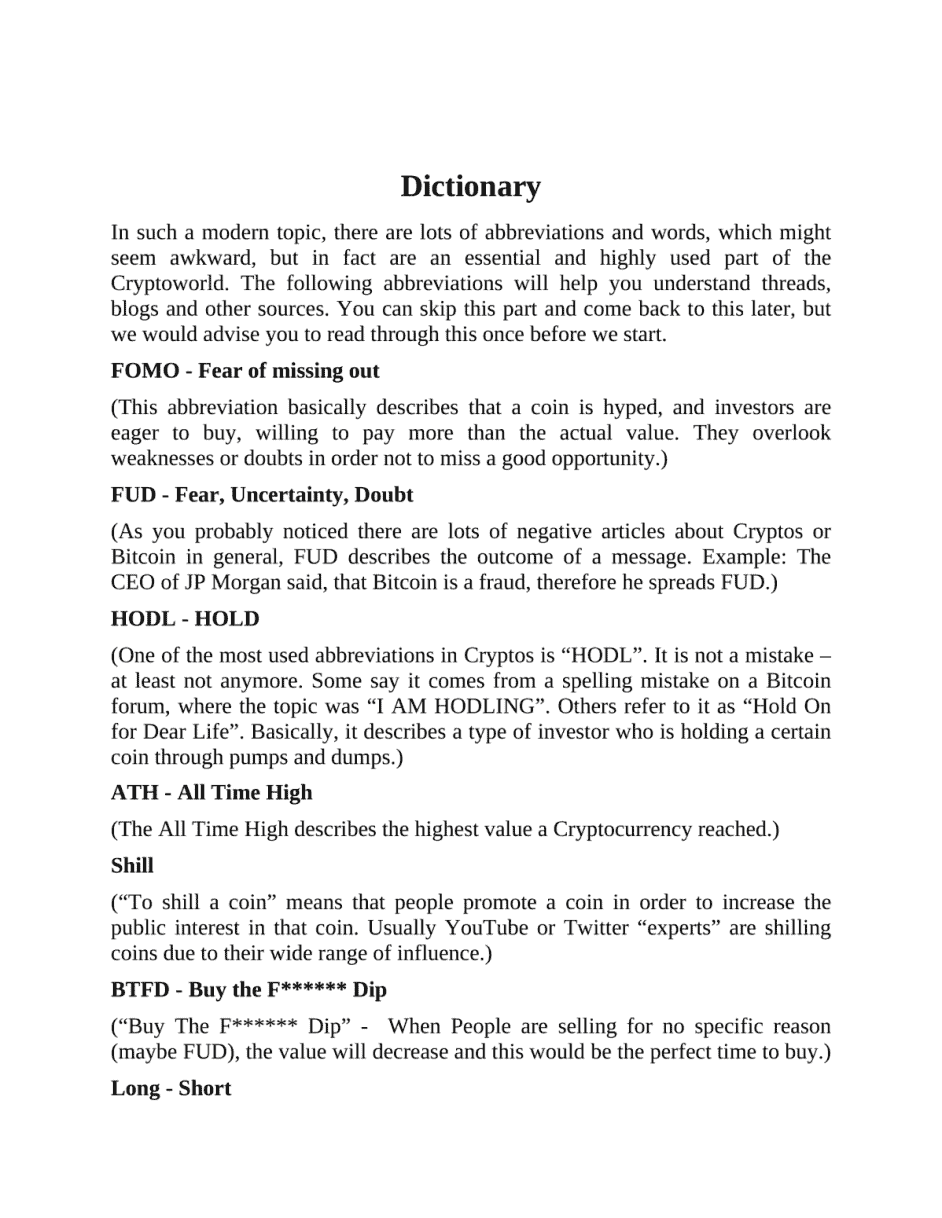 Dictionary
In such a modern topic, there are lots of abbreviations and words, which might
seem awkward, but in fact are an essential and highly used part of the
Cryptoworld. The following abbreviations will help you understand threads,
blogs and other sources. You can skip this part and come back to this later, but
we would advise you to read through this once before we start.
FOMO - Fear of missing out
(This abbreviation basically describes that a coin is hyped, and investors are
eager to buy, willing to pay more than the actual value. They overlook
weaknesses or doubts in order not to miss a good opportunity.)
FUD - Fear, Uncertainty, Doubt
(As you probably noticed there are lots of negative articles about Cryptos or
Bitcoin in general, FUD describes the outcome of a message. Example: The
CEO of JP Morgan said, that Bitcoin is a fraud, therefore he spreads FUD.)
HODL - HOLD
(One of the most used abbreviations in Cryptos is “HODL”. It is not a mistake –
at least not anymore. Some say it comes from a spelling mistake on a Bitcoin
forum, where the topic was “I AM HODLING”. Others refer to it as “Hold On
for Dear Life”. Basically, it describes a type of investor who is holding a certain
coin through pumps and dumps.)
ATH - All Time High
(The All Time High describes the highest value a Cryptocurrency reached.)
Shill
(“To shill a coin” means that people promote a coin in order to increase the
public interest in that coin. Usually YouTube or Twitter “experts” are shilling
coins due to their wide range of influence.)
BTFD - Buy the F****** Dip
(“Buy The F****** Dip” - When People are selling for no specific reason
(maybe FUD), the value will decrease and this would be the perfect time to buy.)
Long - Short